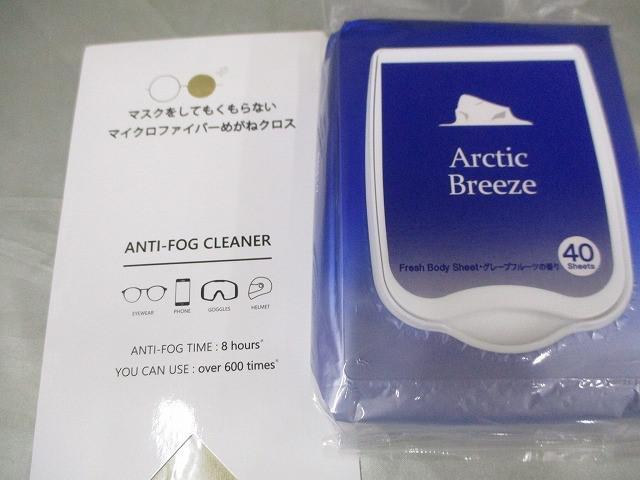 マスクをしてもくもらない
マイクロファイバーめがねクロス
ANTI-FOG CLEANER
EYEWEAR PHONE GOGGLES HELMET
ANTI-FOG TIME : 8 hours*
YOU CAN USE : over 600 times*
Arctic
Breeze
Fresh Body Sheet・グレープフルーツの香り
40
Sheets